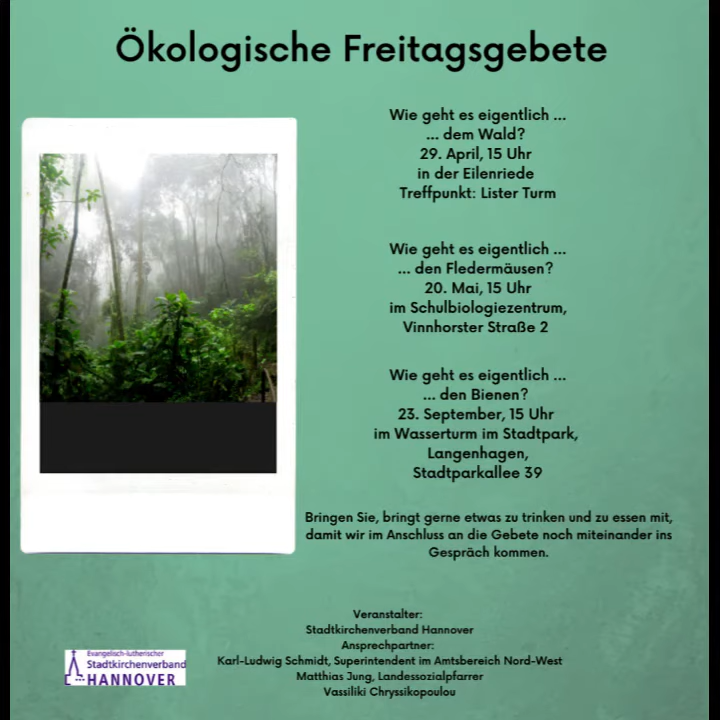 Ökologische Freitagsgebete
Wie geht es eigentlich ...
... dem Wald?
29. April, 15 Uhr
in der Eilenriede
Treffpunkt: Lister Turm
Wie geht es eigentlich ...
... den Fledermäusen?
20. Mai, 15 Uhr
im Schulbiologiezentrum,
Vinnhorster Straße 2
Wie geht es eigentlich ...
... den Bienen?
23. September, 15 Uhr
im Wasserturm im Stadtpark,
Langenhagen,
Stadtparkallee 39
Bringen Sie, bringt gerne etwas zu trinken und zu essen mit,
damit wir im Anschluss an die Gebete noch miteinander ins
Gespräch kommen.
Veranstalter:
Stadtkirchenverband Hannover
Ansprechpartner:
Karl-Ludwig Schmidt, Superintendent im Amtsbereich Nord-West
Matthias Jung, Landessozialpfarrer
Vassiliki Chryssikopoulou
Evangelisch-lutherischer
Stadtkirchenverband
HANNOVER